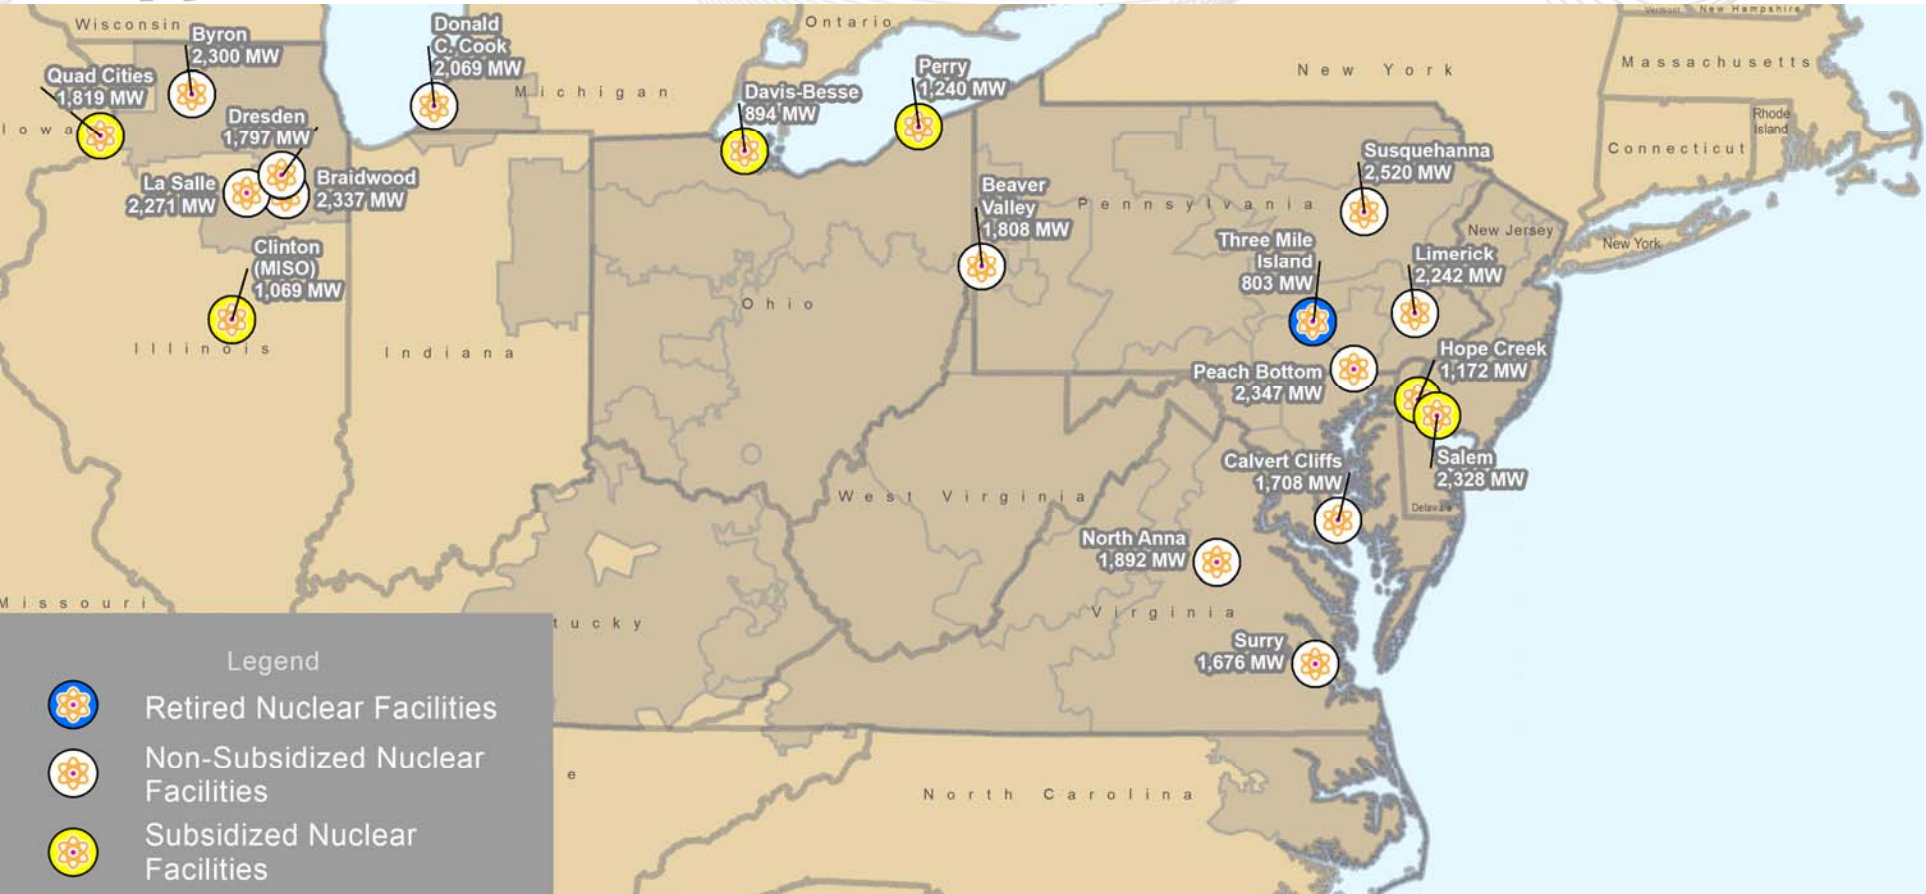 Wisconsin
Ontario
Vermont
New Hampshire
Byron
2,300 MW
Donald
C. Cook
2,069 MW
Quad Cities
1,819 MW
Michigan
Perry
1,240 MW
New York
Massachusetts
Davis-Besse
894 MW
Dresden
1,797 MW
Iowa
Rhode
Island
Connecticut
Susquehanna
2,520 MW
La Salle
2,271 MW
Braidwood
2,337 MW
Beaver
Valley
1,808 MW
Pennsylvania
New Jersey
New York
Three Mile
Island
803 MW
Limerick
2,242 MW
Clinton
(MISO)
1,069 MW
Ohio
Illinois
Indiana
Peach Bottom
2,347 MW
Hope Creek
1,172 MW
Calvert Cliffs
1,708 MW
Salem
2,328 MW
West Virginia
Delaware
North Anna
1,892 MW
Missouri
tucky
Virginia
Surry
1,676 MW
Legend
Retired Nuclear Facilities
Non-Subsidized Nuclear
Facilities
Subsidized Nuclear
Facilities
e
North Carolina